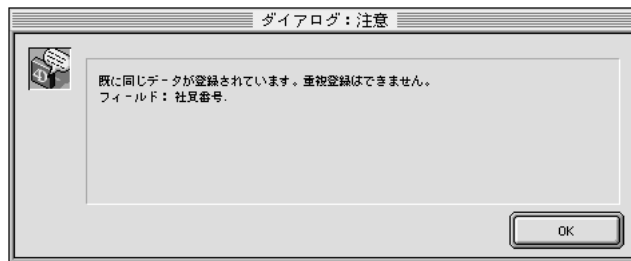 ダイアログ：注意
4D
既に同じデータが登録されています。重複登録はできません。
フィールド： 社員番号.
OK